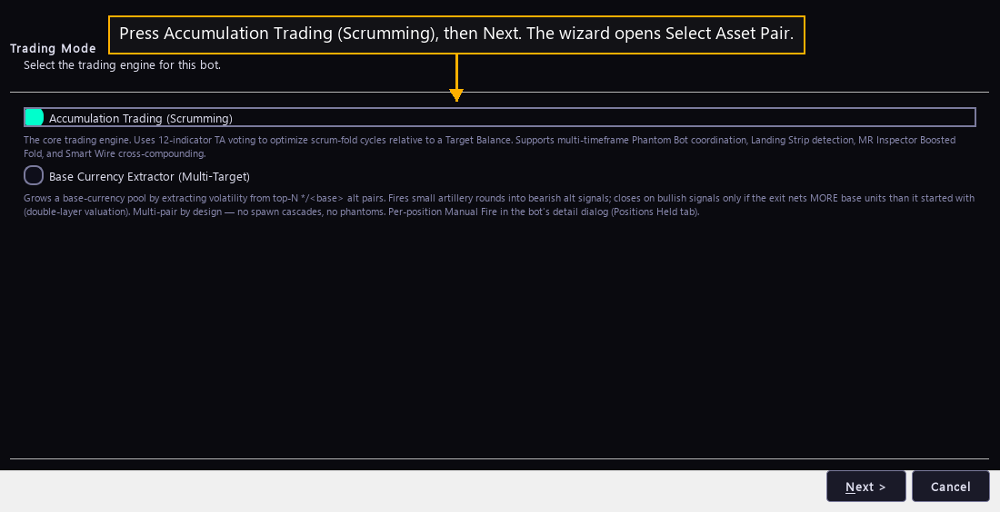 Press Accumulation Trading (Scrumming), then Next. The wizard opens Select Asset Pair.
Trading Mode
Select the trading engine for this bot.
Accumulation Trading (Scrumming)
The core trading engine. Uses 12-indicator TA voting to optimize scrum-fold cycles relative to a Target Balance. Supports multi-timeframe Phantom Bot coordination, Landing Strip detection, MR Inspector Boosted
Fold, and Smart Wire cross-compounding.
Base Currency Extractor (Multi-Target)
Grows a base-currency pool by extracting volatility from top-N */<base> alt pairs. Fires small artillery rounds into bearish alt signals; closes on bullish signals only if the exit nets MORE base units than it started with
(double-layer valuation). Multi-pair by design — no spawn cascades, no phantoms. Per-position Manual Fire in the bot's detail dialog (Positions Held tab).
Next >
Cancel